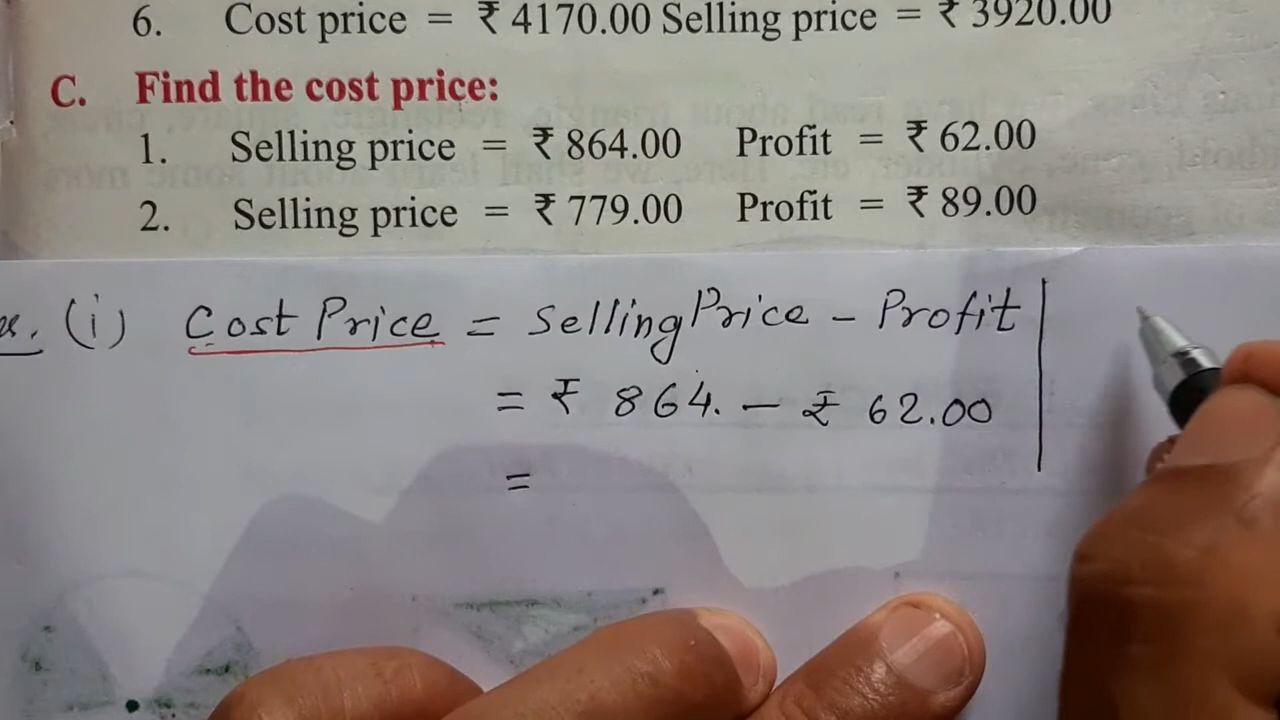 6. Cost price = ₹ 4170.00 Selling price = ₹ 3920.00
C. Find the cost price:
1. Selling price = ₹ 864.00 Profit = ₹ 62.00
2. Selling price = ₹ 779.00 Profit = ₹ 89.00
(i) Cost Price = Selling Price - Profit
= ₹ 864. - ₹ 62.00
=